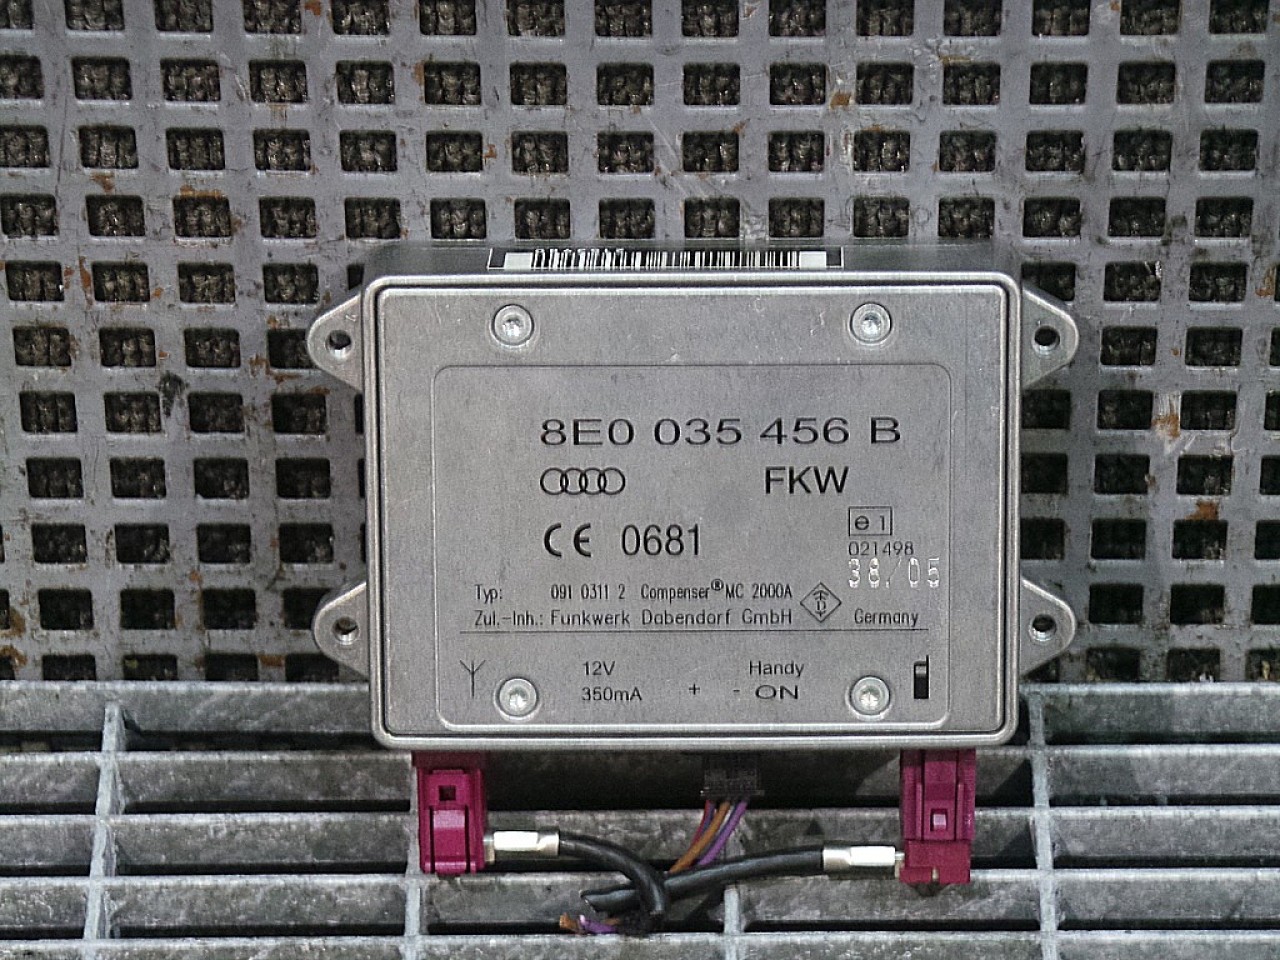 8E0 035 456 B
FKW
CE 0681
e1
021498
38/05
Typ: 091 0311 2 Compenser® MC 2000A
Zul.-Inh.: Funkwerk Dabendorf GmbH D Germany
12V Handy
350mA + - ON